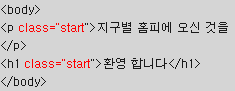 <body>
<p class="start">지구별 홈피에 오신 것을
</p>
<h1 class="start">환영 합니다</h1>
</body>